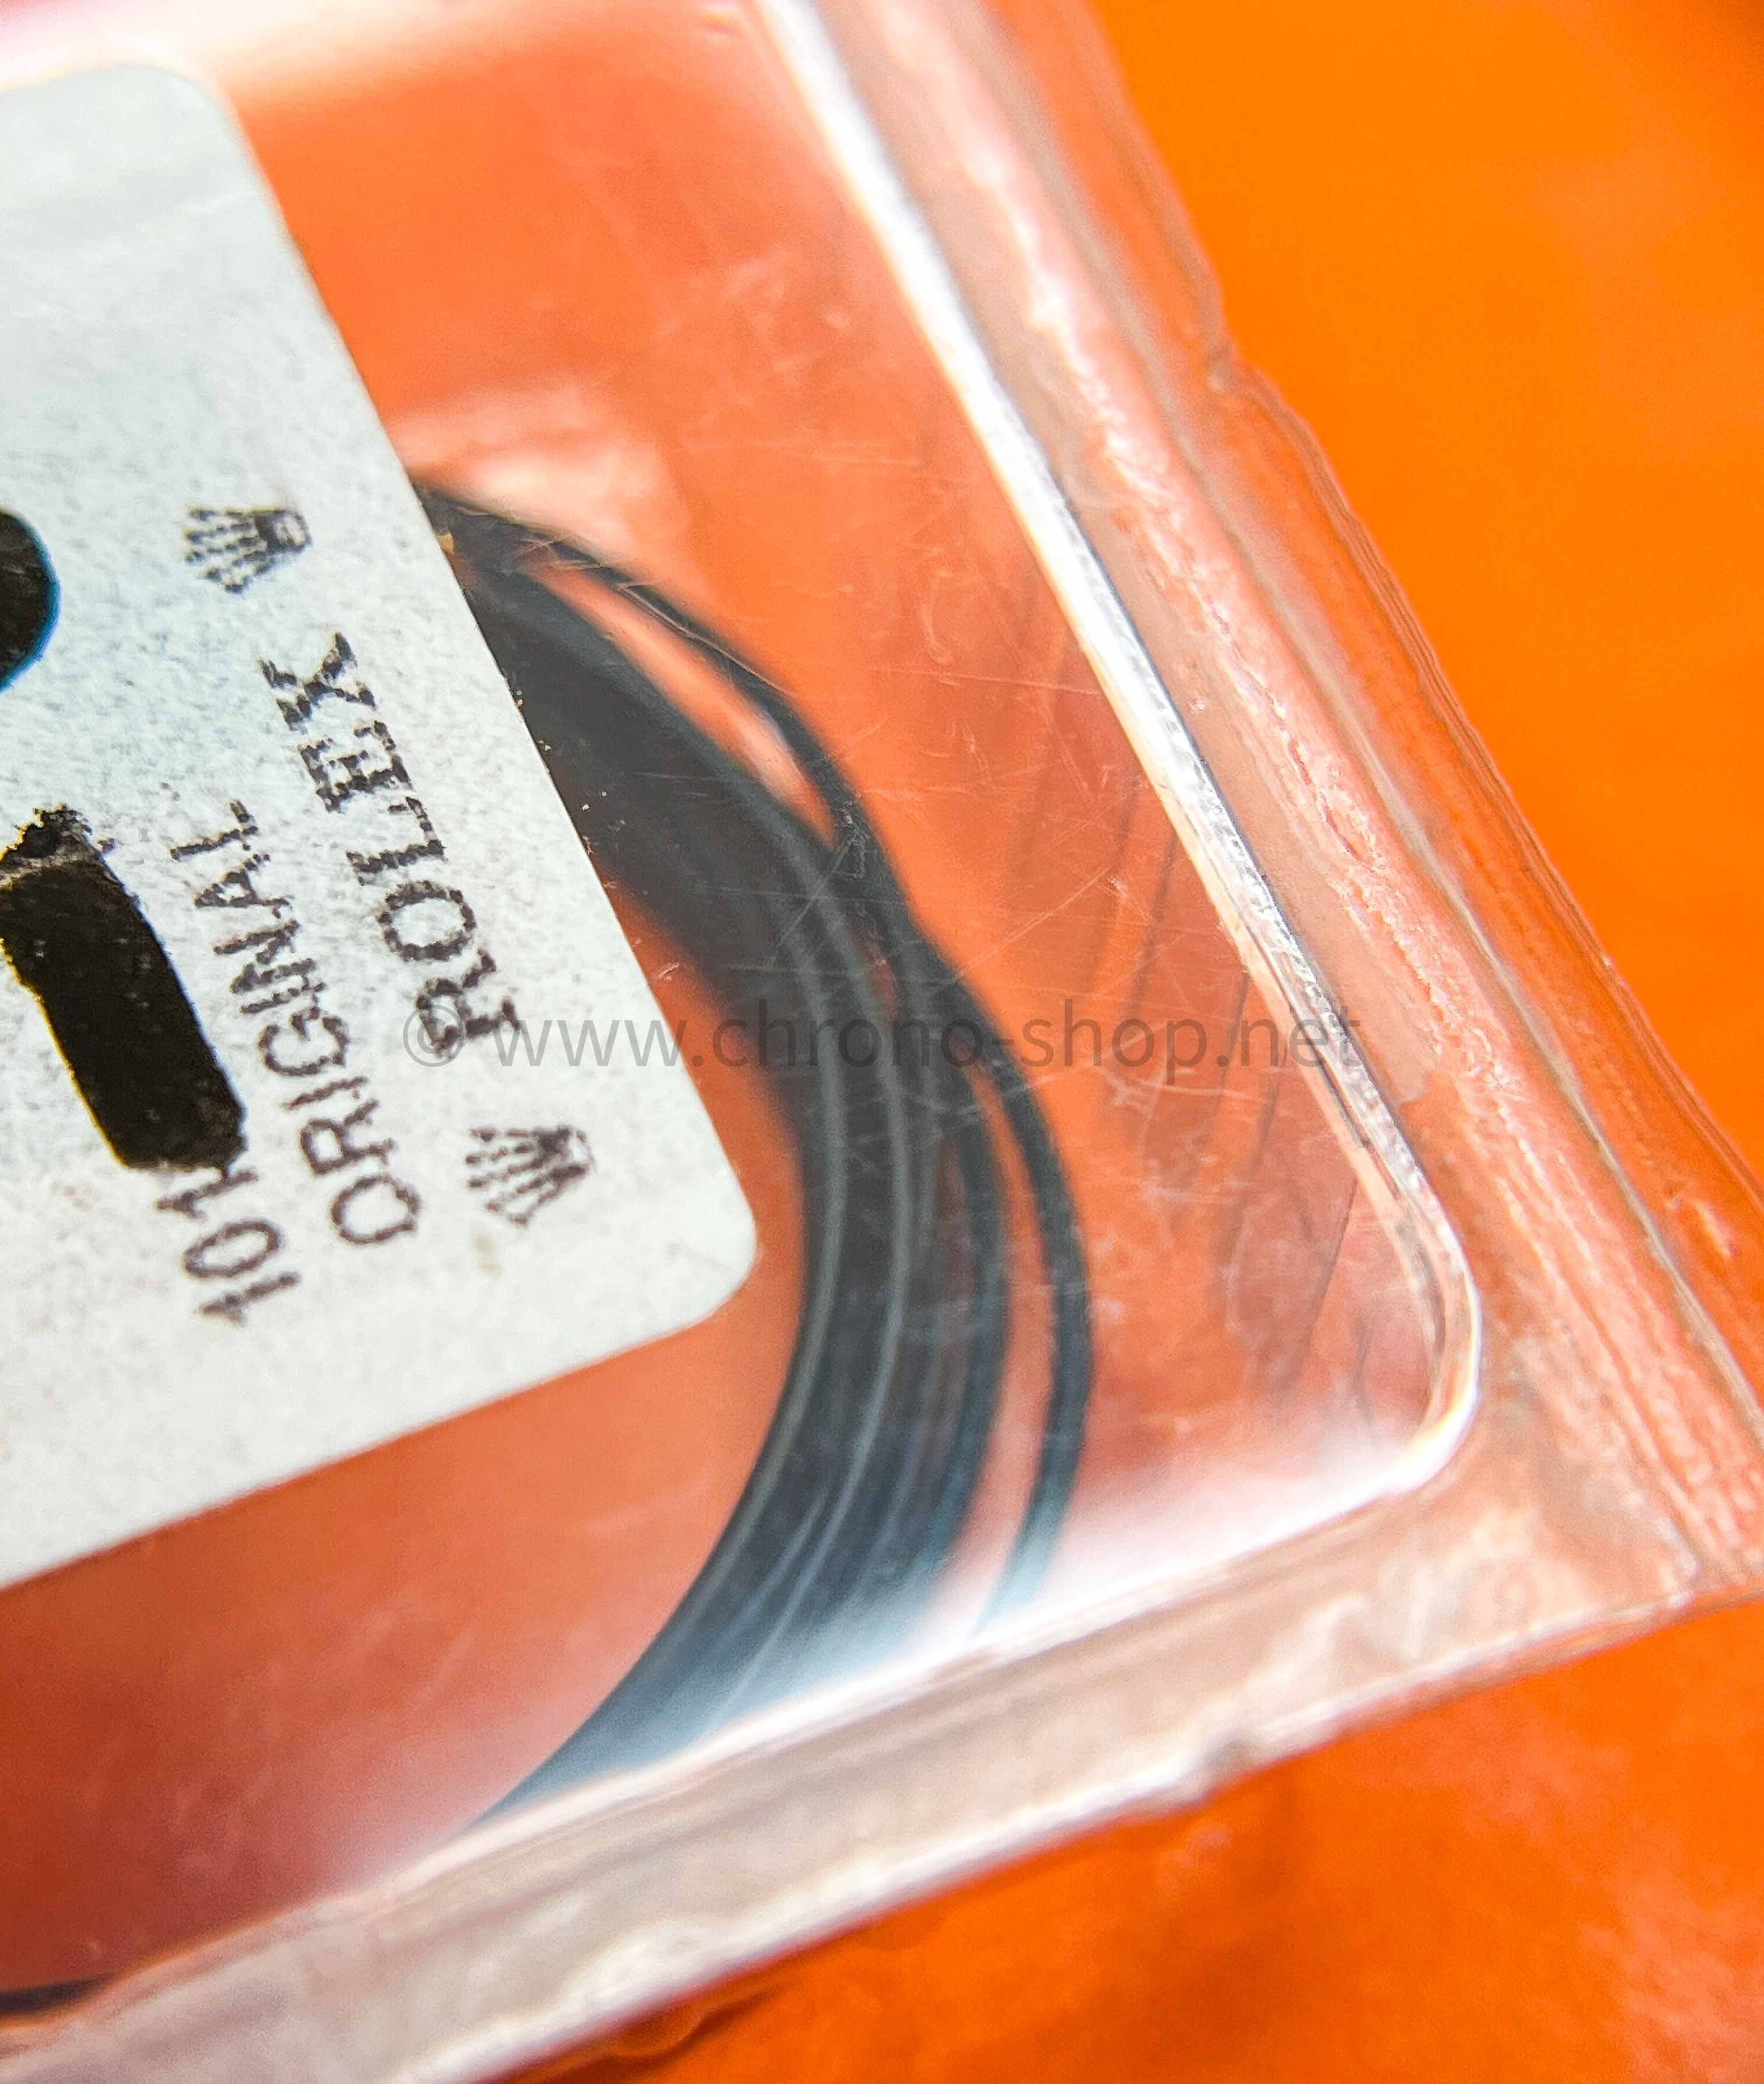 101
ORIGINAL
ROLEX
© www.chrono-shop.net